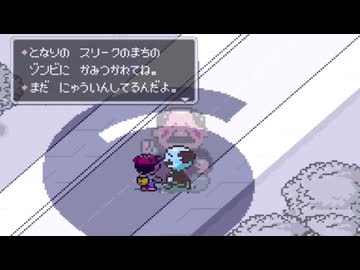 ◆となりの スリークのまちの
ゾンビに かみつかれてね。
◆まだ にゅういんしてるんだよ。